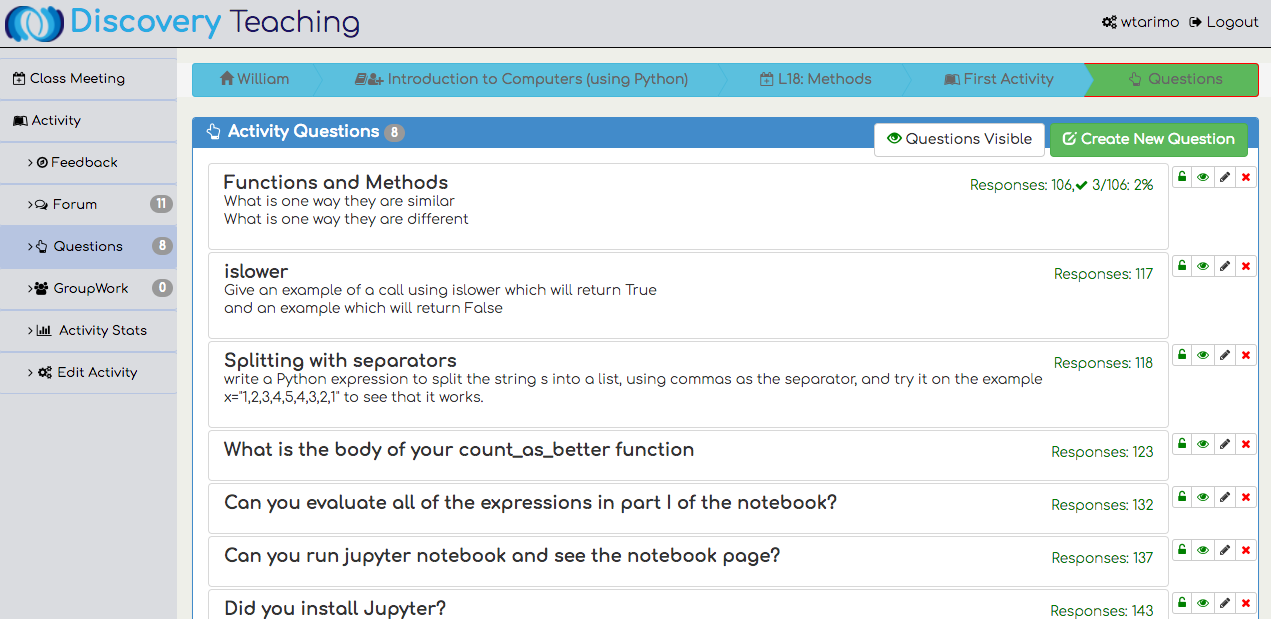 Discovery Teaching
wtarimo Logout
Class Meeting
Activity
Feedback
Forum 11
Questions 8
GroupWork 0
Activity Stats
Edit Activity
William
Introduction to Computers (using Python)
L18: Methods
First Activity
Questions
Activity Questions 8
Questions Visible
Create New Question
Functions and Methods
Responses: 106,✔ 3/106: 2%
What is one way they are similar
What is one way they are different
islower
Responses: 117
Give an example of a call using islower which will return True
and an example which will return False
Splitting with separators
Responses: 118
write a Python expression to split the string s into a list, using commas as the separator, and try it on the example
x="1,2,3,4,5,4,3,2,1" to see that it works.
What is the body of your count_as_better function
Responses: 123
Can you evaluate all of the expressions in part I of the notebook?
Responses: 132
Can you run jupyter notebook and see the notebook page?
Responses: 137
Did you install Jupyter?
Responses: 143